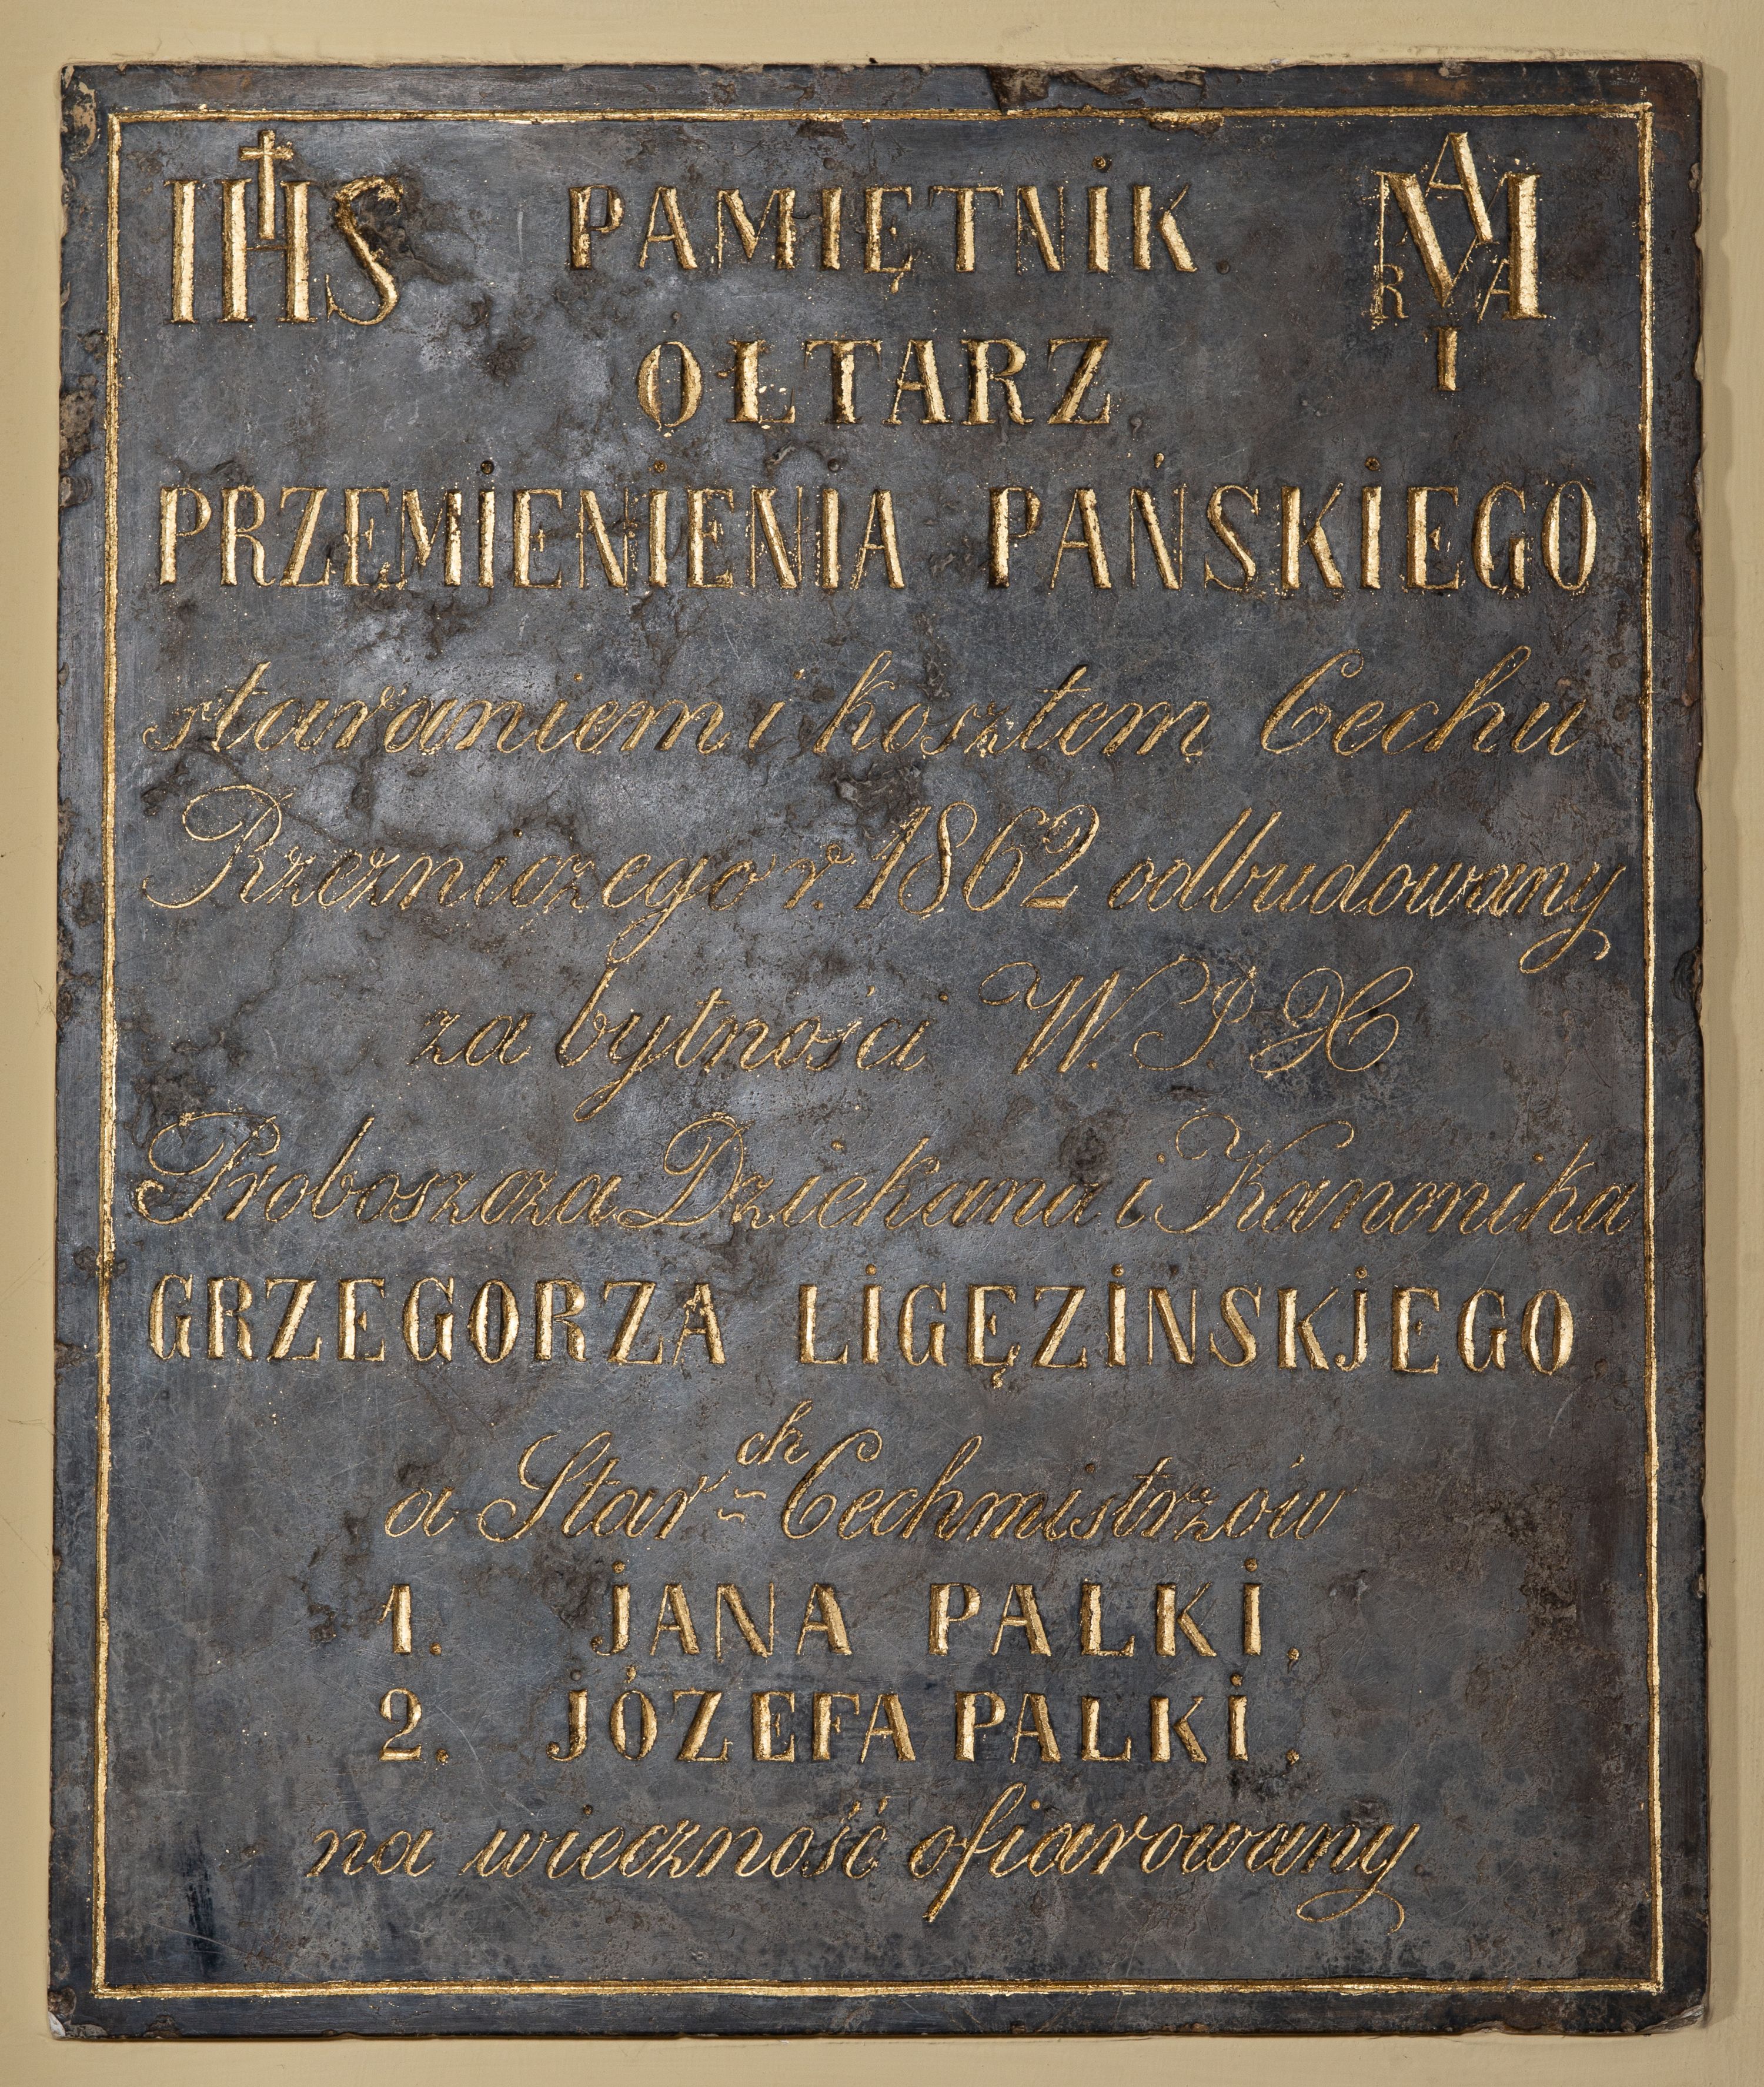 IHS PAMIĘTNIK. MARIA
OŁTARZ
PRZEMIENIENIA PAŃSKIEGO
staraniem i kosztem Cechu
Rzezniczego r. 1862 odbudowany
za bytności W. J. X
Proboszcza Dziekana i Kanonika
GRZEGORZA LIGĘZINSKJEGO
a Star ch Cechmistrzów
1. JANA PALKI,
2. JÓZEFA PALKI,
na wieczność ofiarowany